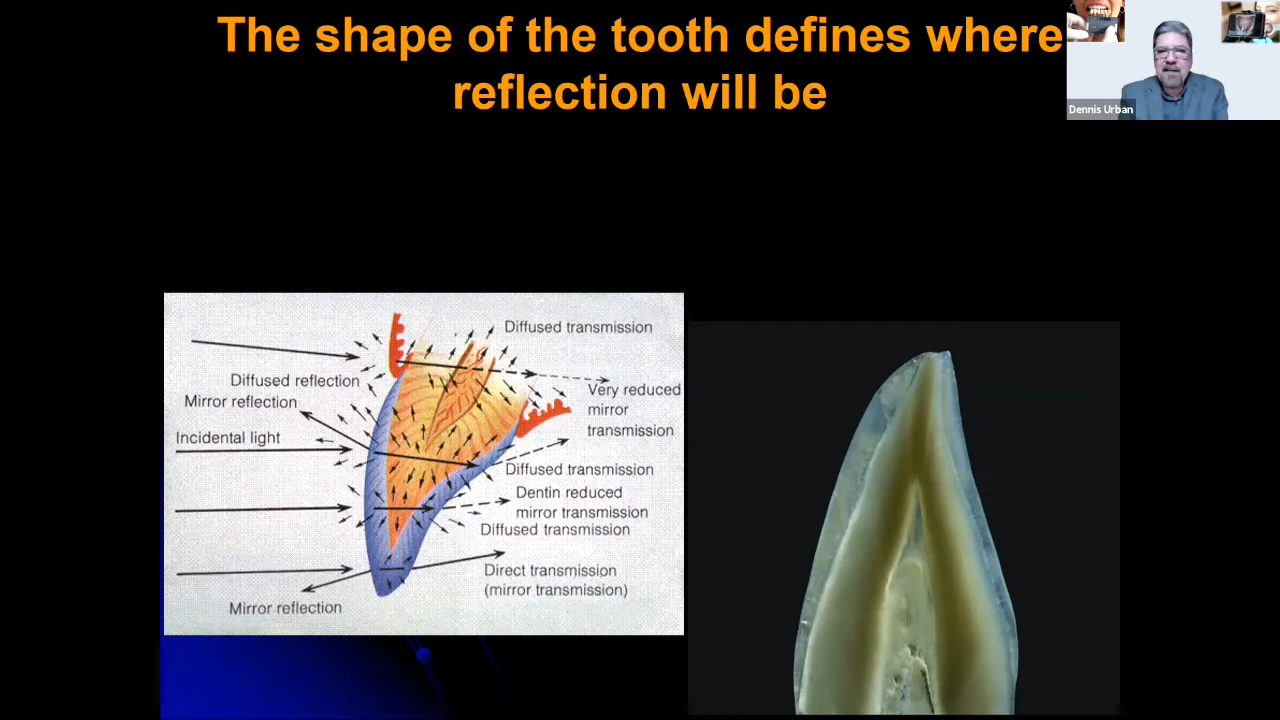 The shape of the tooth defines where
reflection will be
Dennis Urban
Diffused transmission
Diffused reflection
Mirror reflection
Very reduced
mirror
transmission
Incidental light
Diffused transmission
Dentin reduced
mirror transmission
Diffused transmission
Direct transmission
(mirror transmission)
Mirror reflection